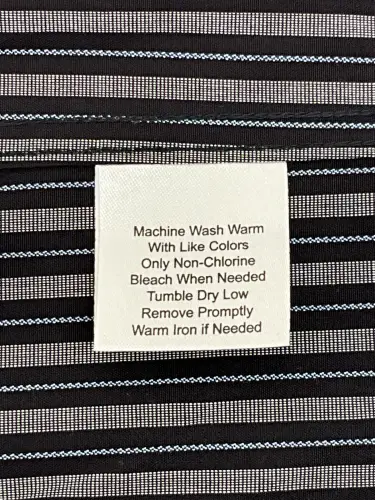 Machine Wash Warm
With Like Colors
Only Non-Chlorine
Bleach When Needed
Tumble Dry Low
Remove Promptly
Warm Iron if Needed